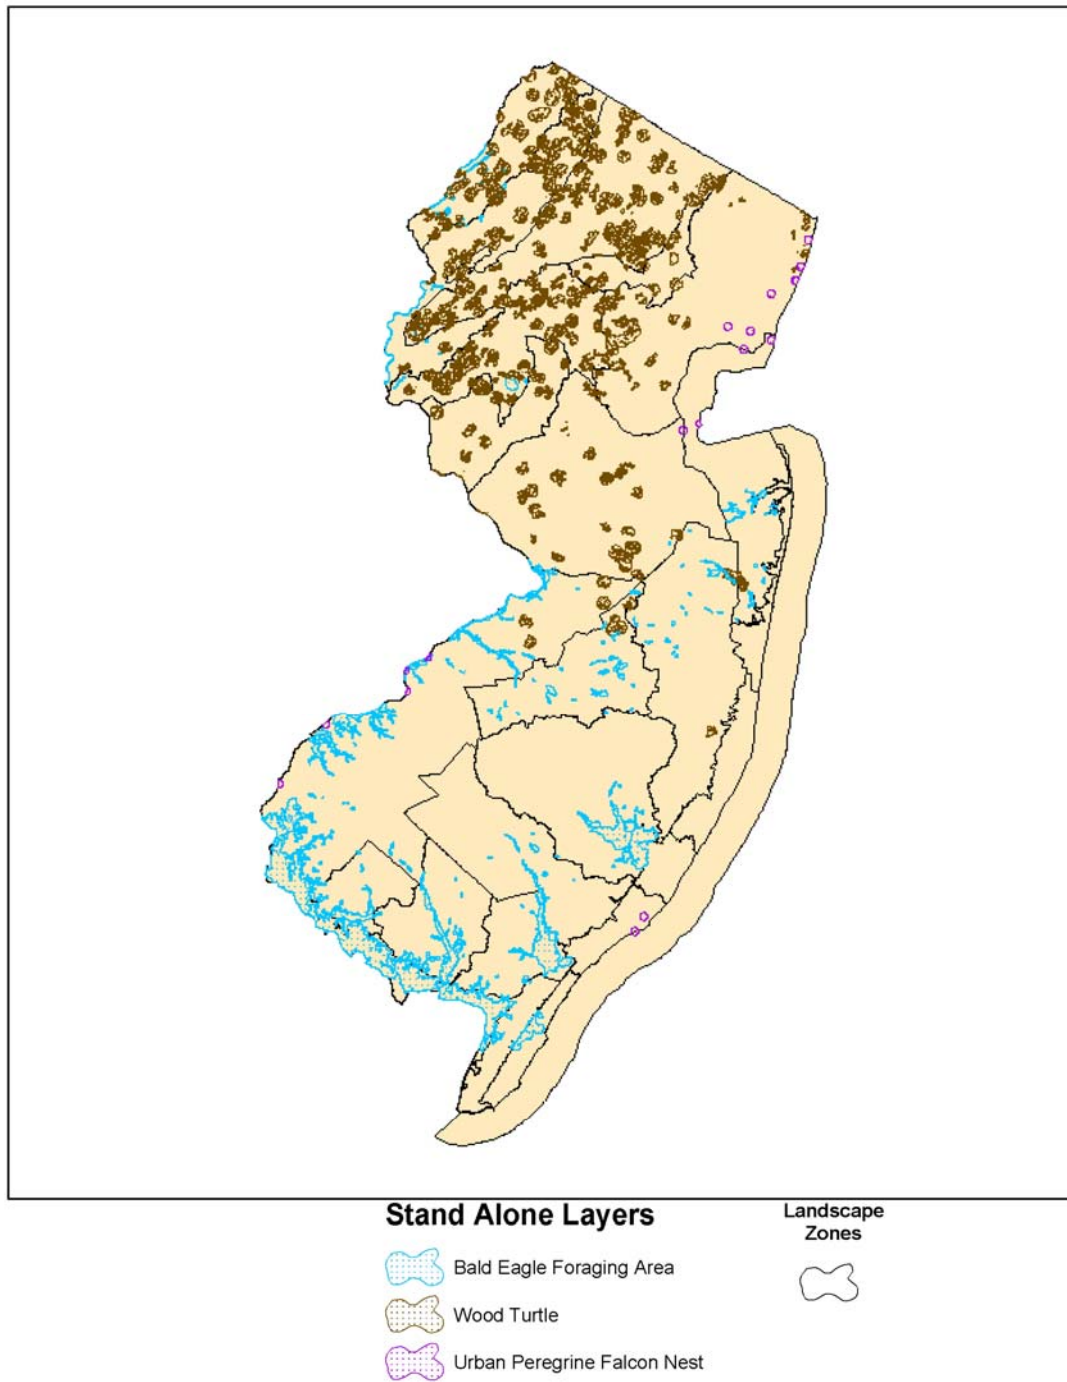 Stand Alone Layers
Landscape
Zones
Bald Eagle Foraging Area
Wood Turtle
Urban Peregrine Falcon Nest